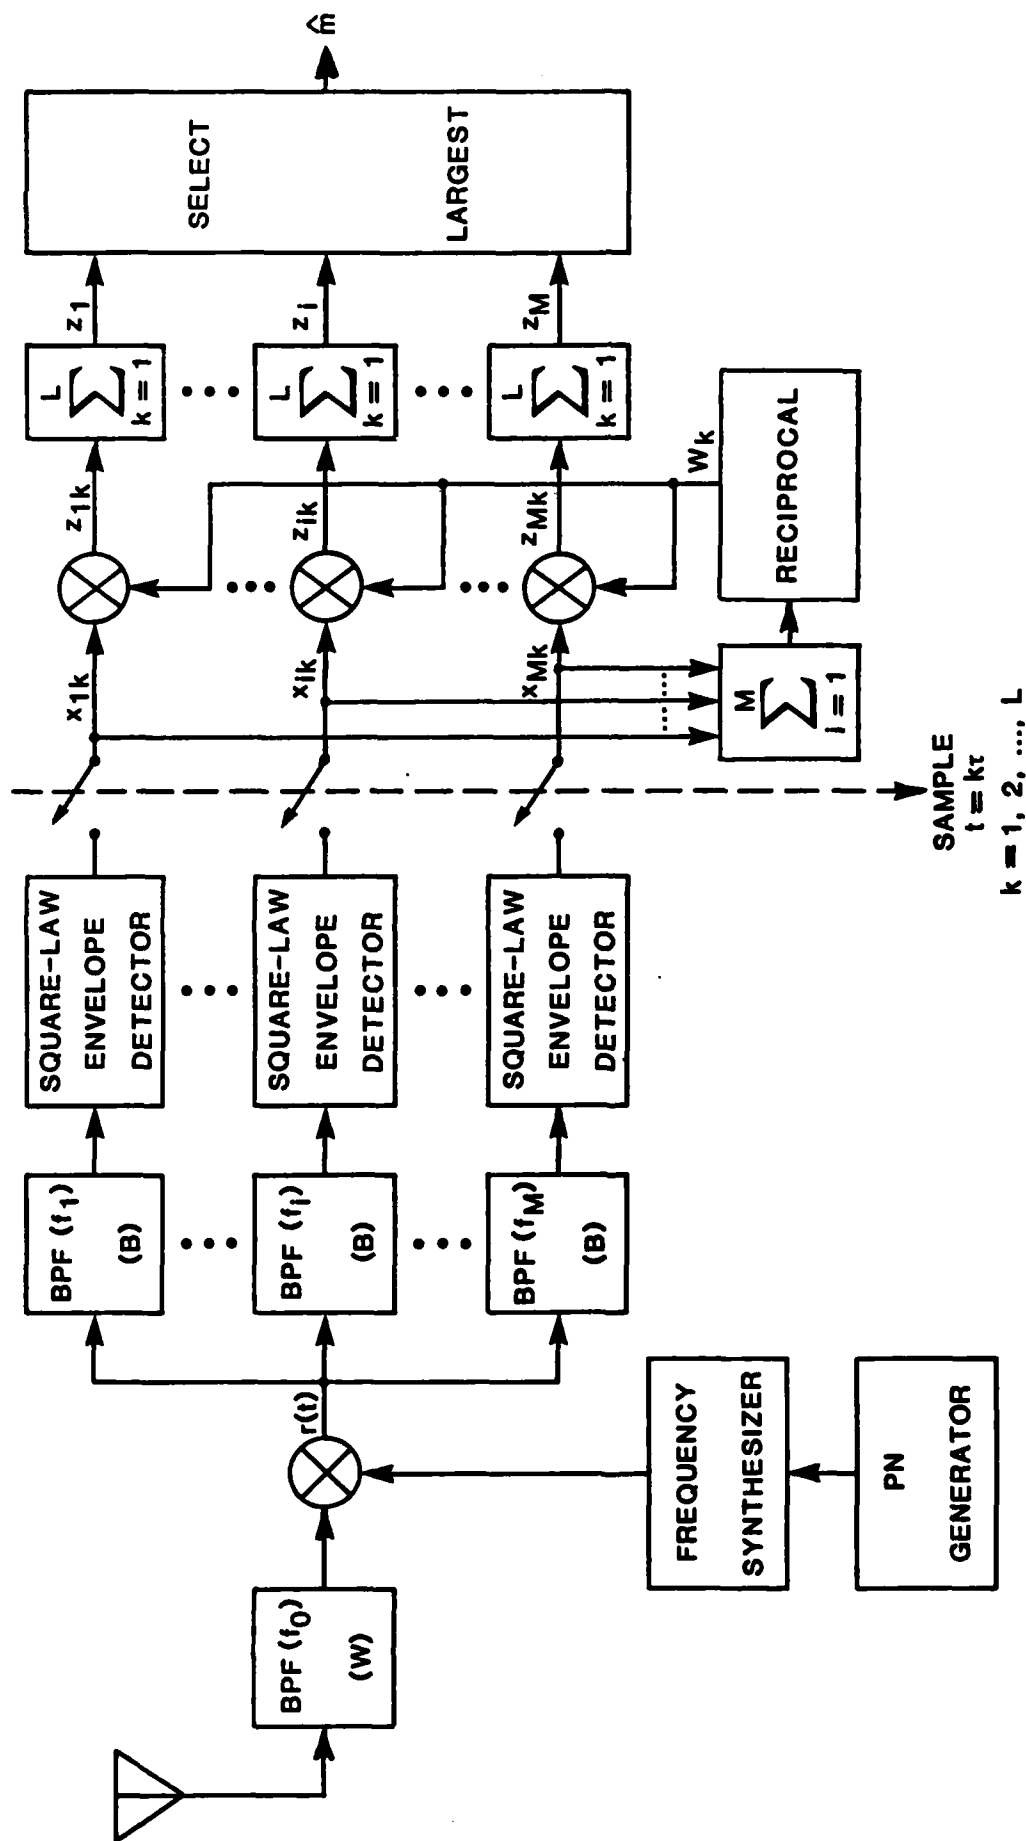 BPF (f0)
(W)
r(t)
FREQUENCY
SYNTHESIZER
PN
GENERATOR
BPF (f1)
(B)
BPF (fi)
(B)
BPF (fM)
(B)
SQUARE-LAW
ENVELOPE
DETECTOR
SQUARE-LAW
ENVELOPE
DETECTOR
SQUARE-LAW
ENVELOPE
DETECTOR
SAMPLE
t = kτ
k = 1, 2, ..., L
x1k
xik
xMk
M
∑
i = 1
RECIPROCAL
wk
z1k
zik
zMk
L
∑
k = 1
L
∑
k = 1
L
∑
k = 1
z1
zi
zM
SELECT
LARGEST
m̂